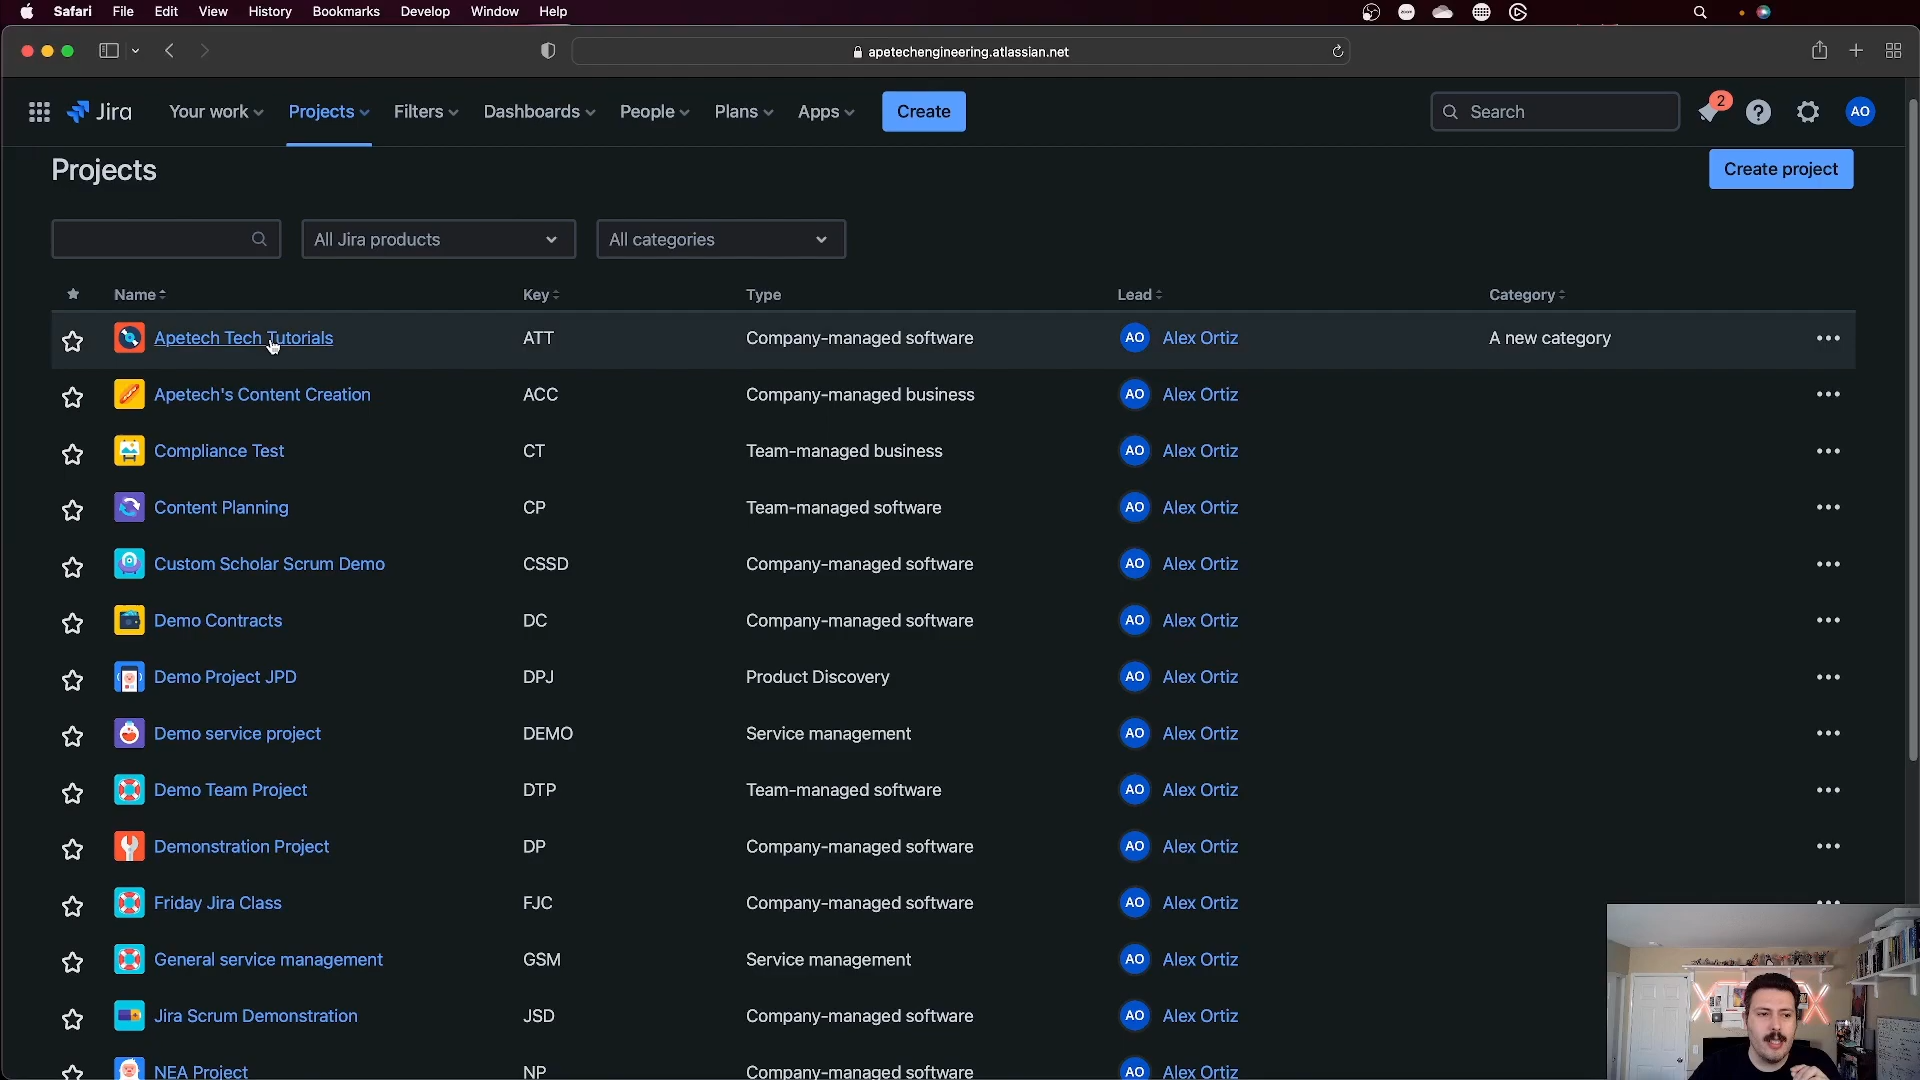 Safari File Edit View History Bookmarks Develop Window Help
apetechengineering.atlassian.net
Jira Your work Projects Filters Dashboards People Plans Apps Create Search 2 AO
Projects
Create project
All Jira products All categories
Name Key Type Lead Category
Apetech Tech Tutorials ATT Company-managed software AO Alex Ortiz A new category
Apetech's Content Creation ACC Company-managed business AO Alex Ortiz
Compliance Test CT Team-managed business AO Alex Ortiz
Content Planning CP Team-managed software AO Alex Ortiz
Custom Scholar Scrum Demo CSSD Company-managed software AO Alex Ortiz
Demo Contracts DC Company-managed software AO Alex Ortiz
Demo Project JPD DPJ Product Discovery AO Alex Ortiz
Demo service project DEMO Service management AO Alex Ortiz
Demo Team Project DTP Team-managed software AO Alex Ortiz
Demonstration Project DP Company-managed software AO Alex Ortiz
Friday Jira Class FJC Company-managed software AO Alex Ortiz
General service management GSM Service management AO Alex Ortiz
Jira Scrum Demonstration JSD Company-managed software AO Alex Ortiz
NEA Project NP Company-managed software AO Alex Ortiz